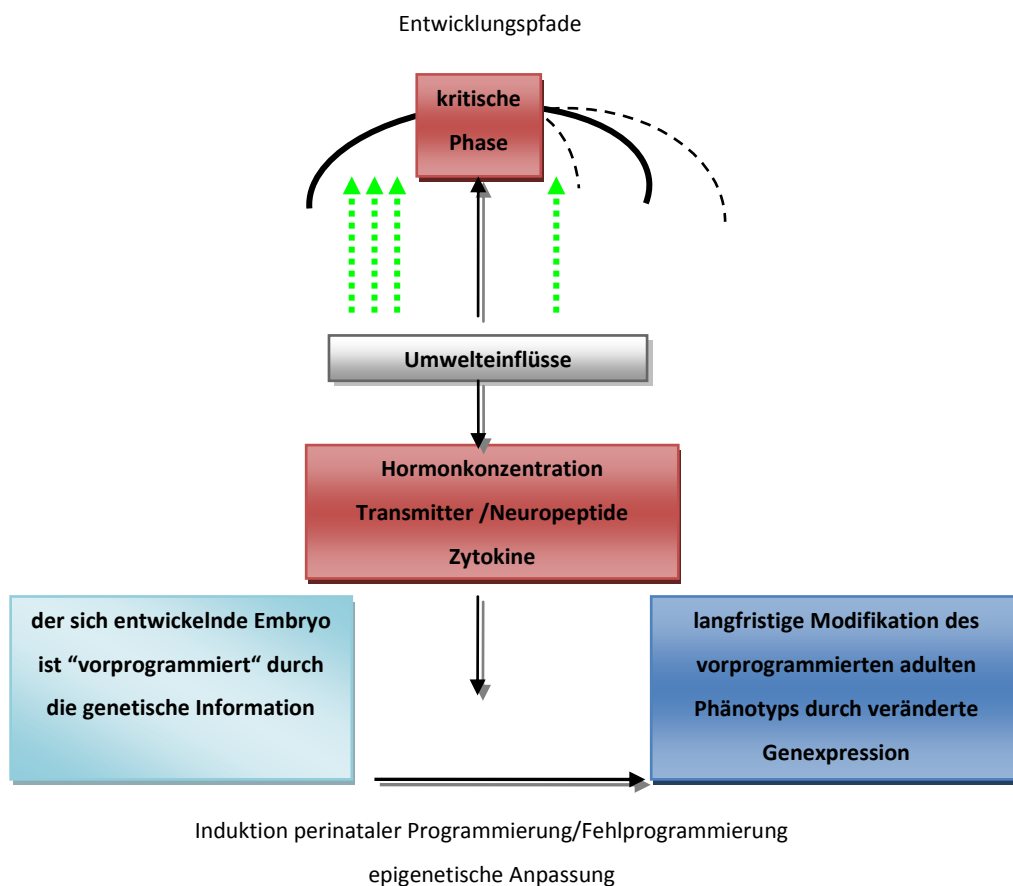 Entwicklungspfade
kritische
Phase
Umwelteinflüsse
Hormonkonzentration
Transmitter /Neuropeptide
Zytokine
der sich entwickelnde Embryo
ist “vorprogrammiert“ durch
die genetische Information
langfristige Modifikation des
vorprogrammierten adulten
Phänotyps durch veränderte
Genexpression
Induktion perinataler Programmierung/Fehlprogrammierung
epigenetische Anpassung